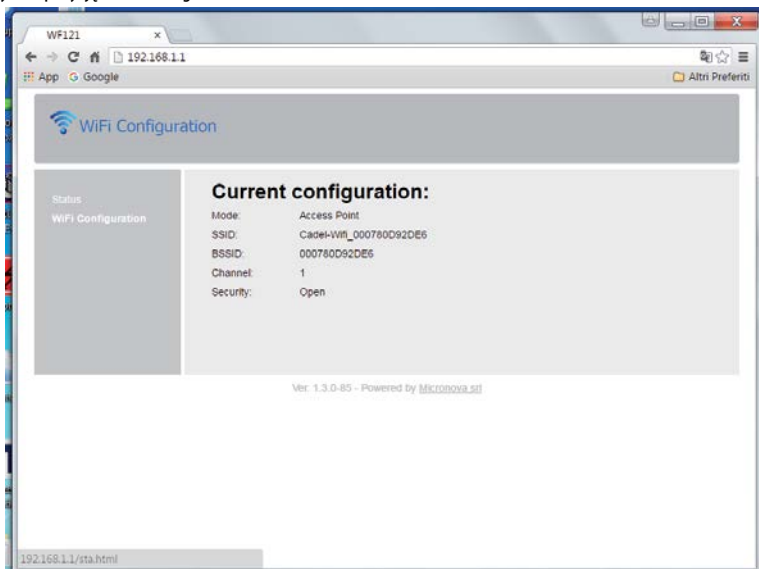 WF121
192.168.1.1
App Google Altri Preferiti
WiFi Configuration
Status
WiFi Configuration
Current configuration:
Mode: Access Point
SSID: Cadel-Wifi_000780D92DE6
BSSID: 000780D92DE6
Channel: 1
Security: Open
Ver: 1.3.0-85 - Powered by Micronova srl
192.168.1.1/sta.html